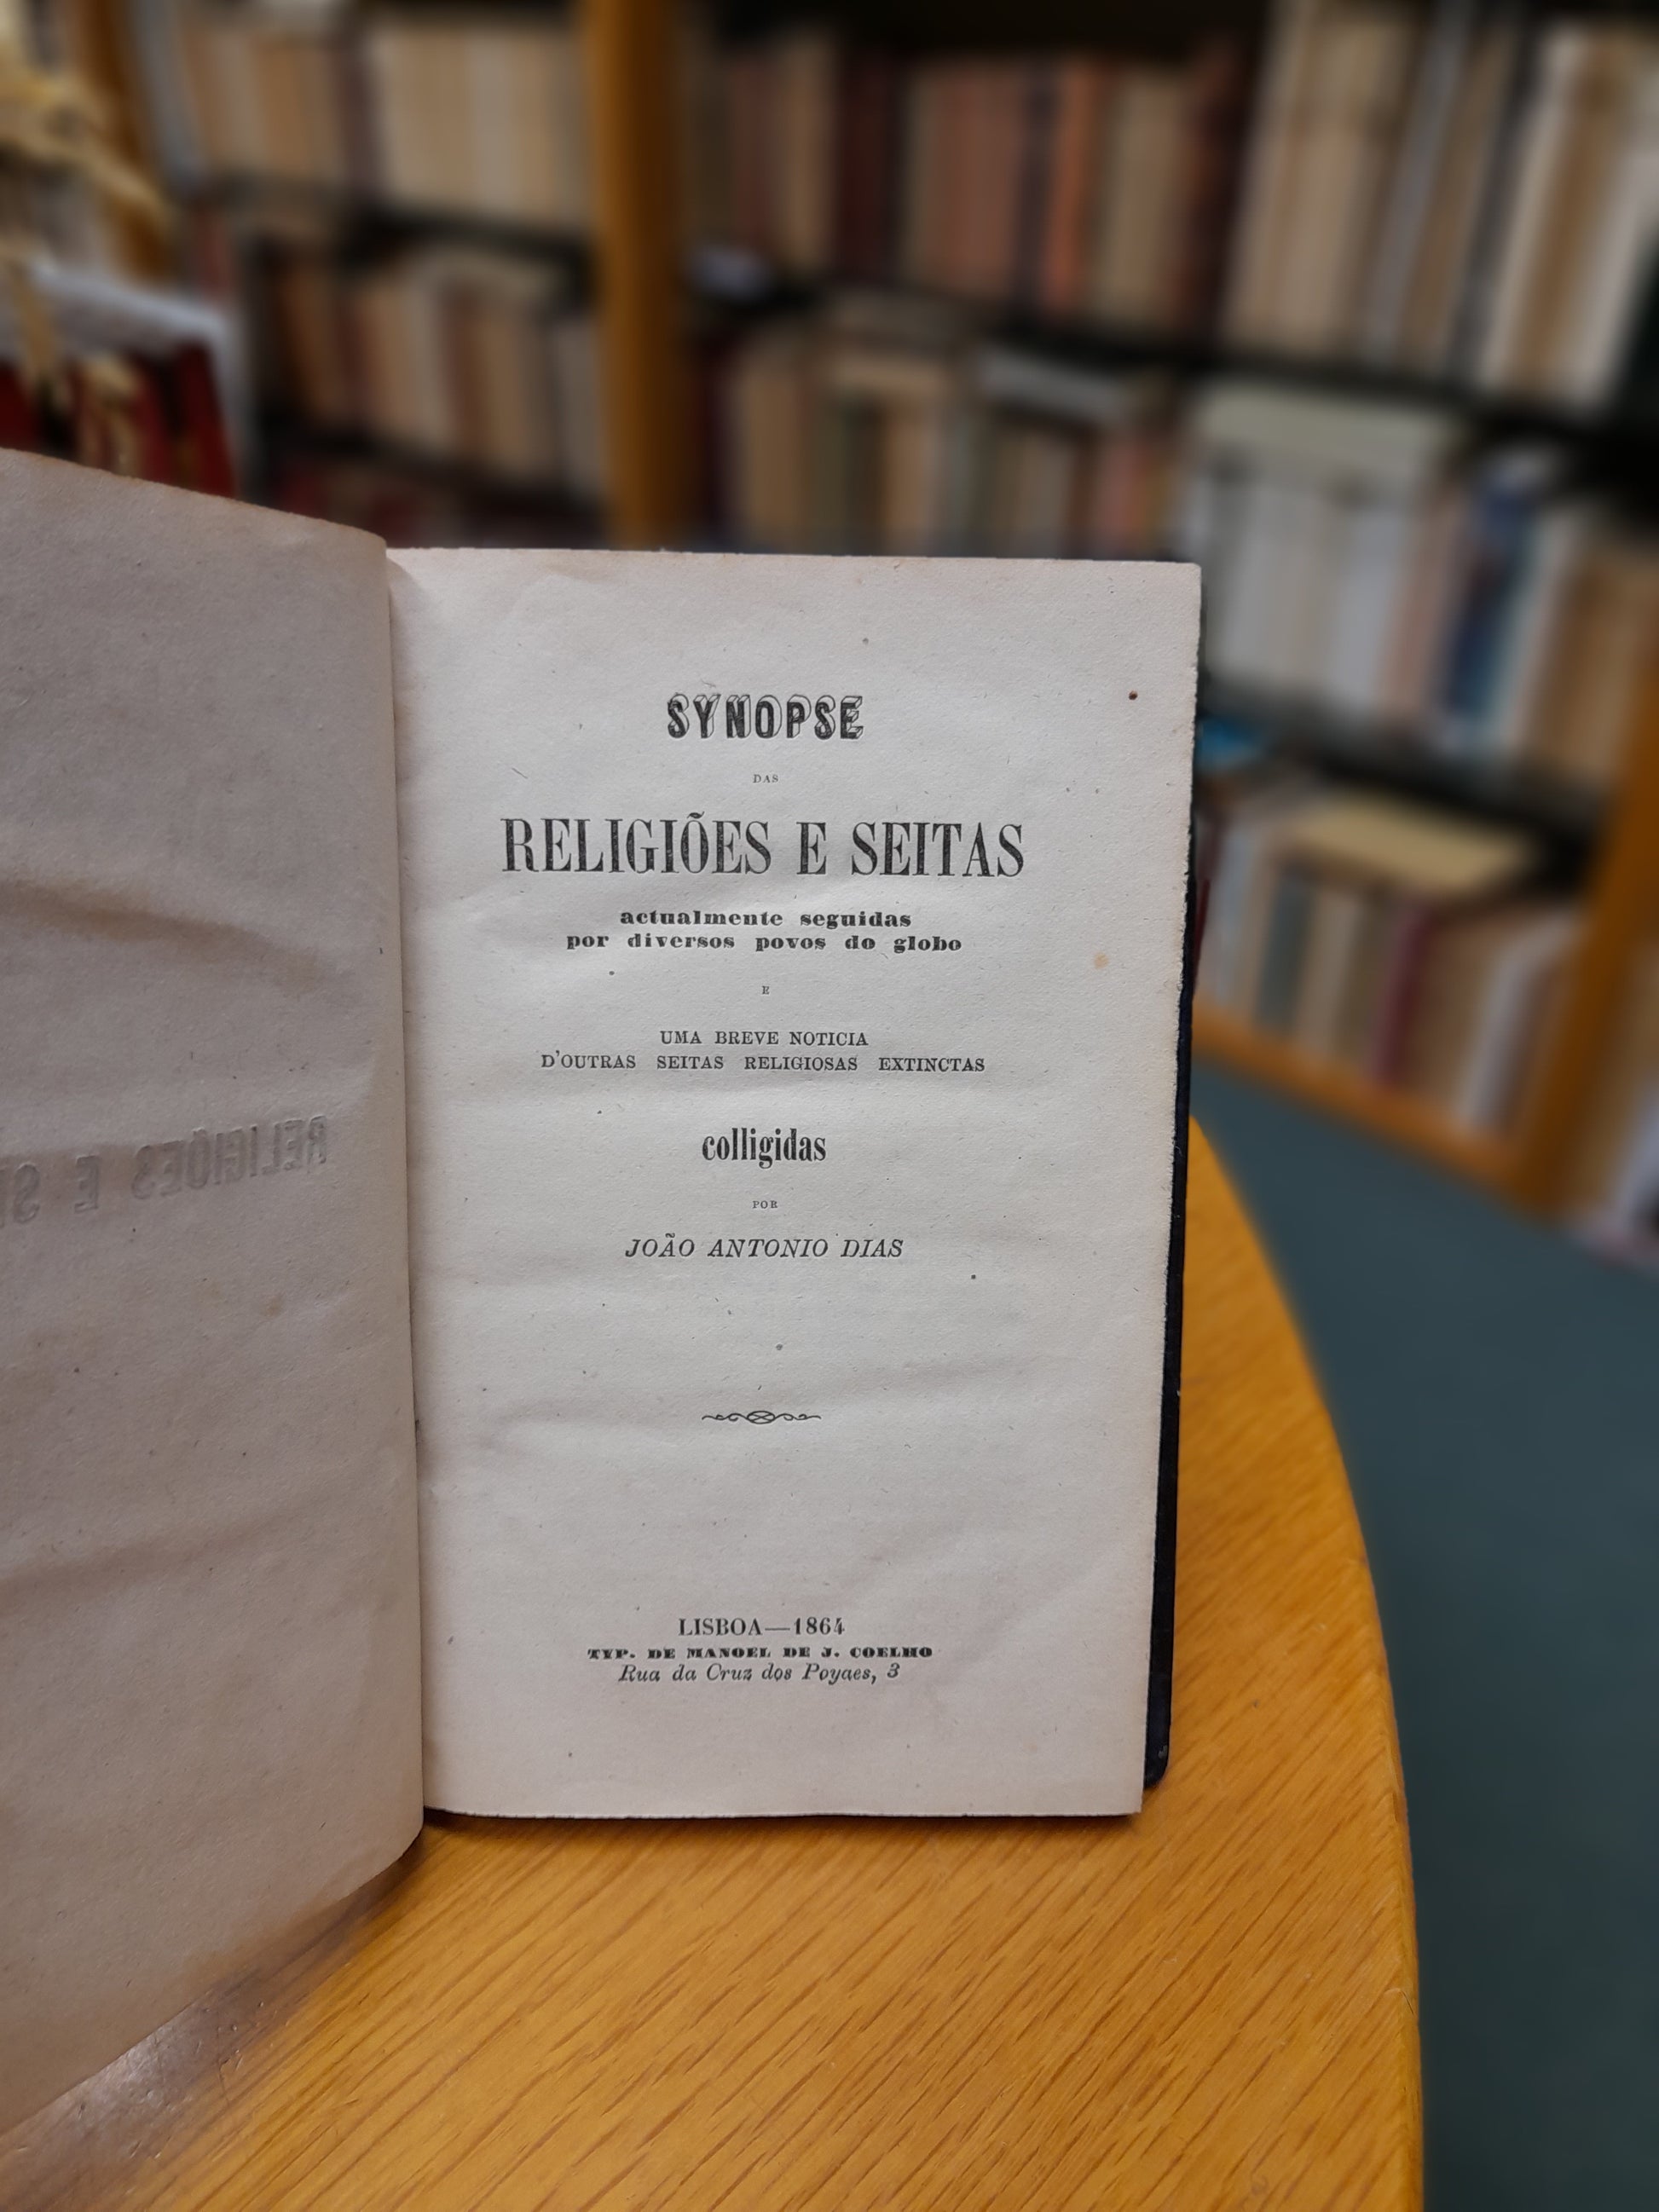 SYNOPSE
DAS
RELIGIÕES E SEITAS
actualmente seguidas
por diversos povos do globo
E
UMA BREVE NOTICIA
D'OUTRAS SEITAS RELIGIOSAS EXTINCTAS
colligidas
POR
JOÃO ANTONIO DIAS
LISBOA—1864
TYP. DE MANOEL DE J. COELHO
Rua da Cruz dos Poyaes, 3
RELIGIÕES E